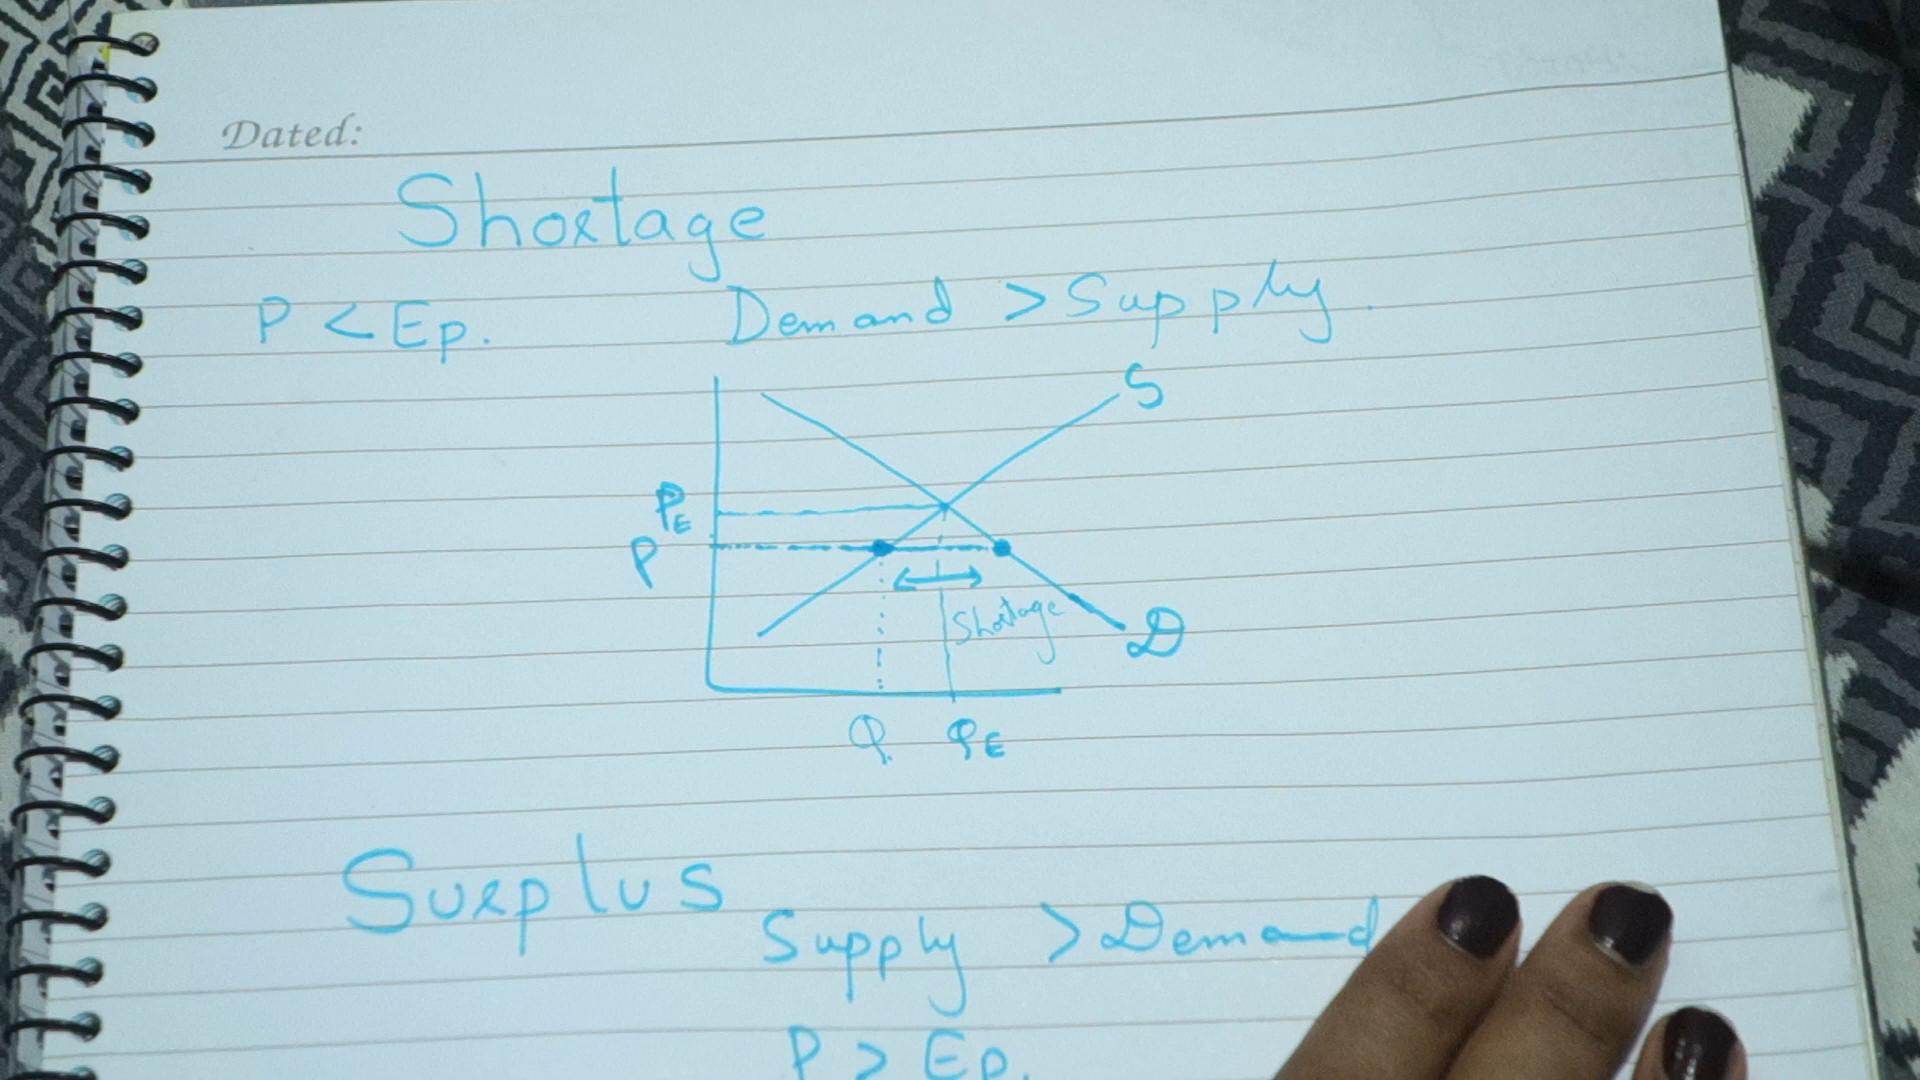 Dated:
Shortage
P < Ep. Demand > Supply.
S
PE
P
Shortage
D
Q QE
Surplus
Supply > Demand
P > Ep.